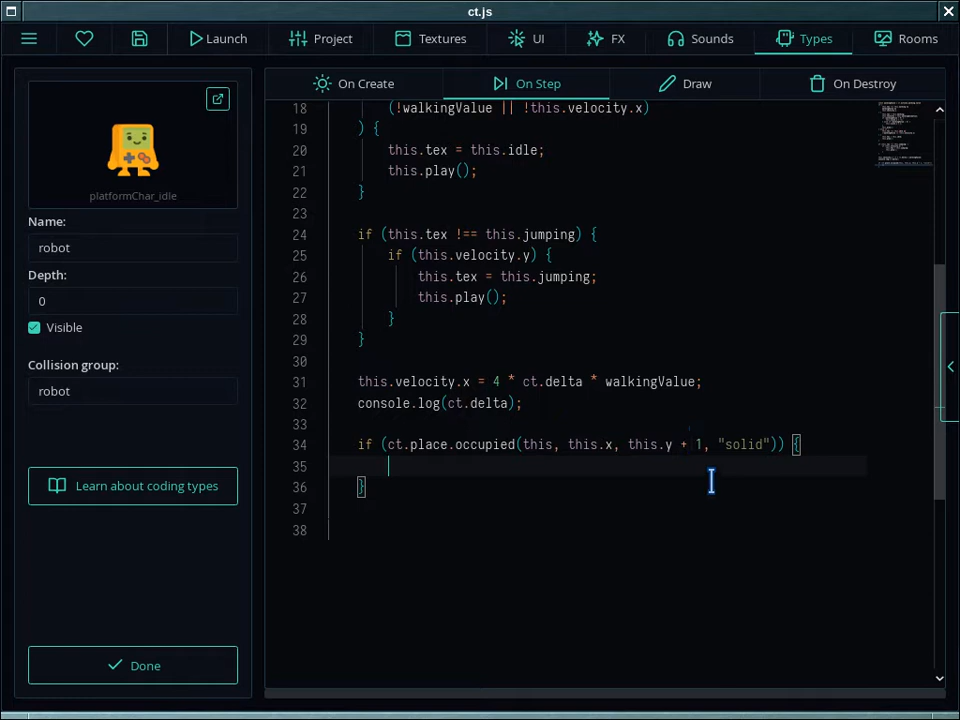 ct.js
Launch
Project
Textures
UI
FX
Sounds
Types
Rooms
On Create
On Step
Draw
On Destroy
platformChar_idle
Name:
robot
Depth:
0
Visible
Collision group:
robot
Learn about coding types
Done
18 (!walkingValue || !this.velocity.x)
19 ) {
20 this.tex = this.idle;
21 this.play();
22 }
23
24 if (this.tex !== this.jumping) {
25 if (this.velocity.y) {
26 this.tex = this.jumping;
27 this.play();
28 }
29 }
30
31 this.velocity.x = 4 * ct.delta * walkingValue;
32 console.log(ct.delta);
33
34 if (ct.place.occupied(this, this.x, this.y + 1, "solid")) {
35
36 }
37
38